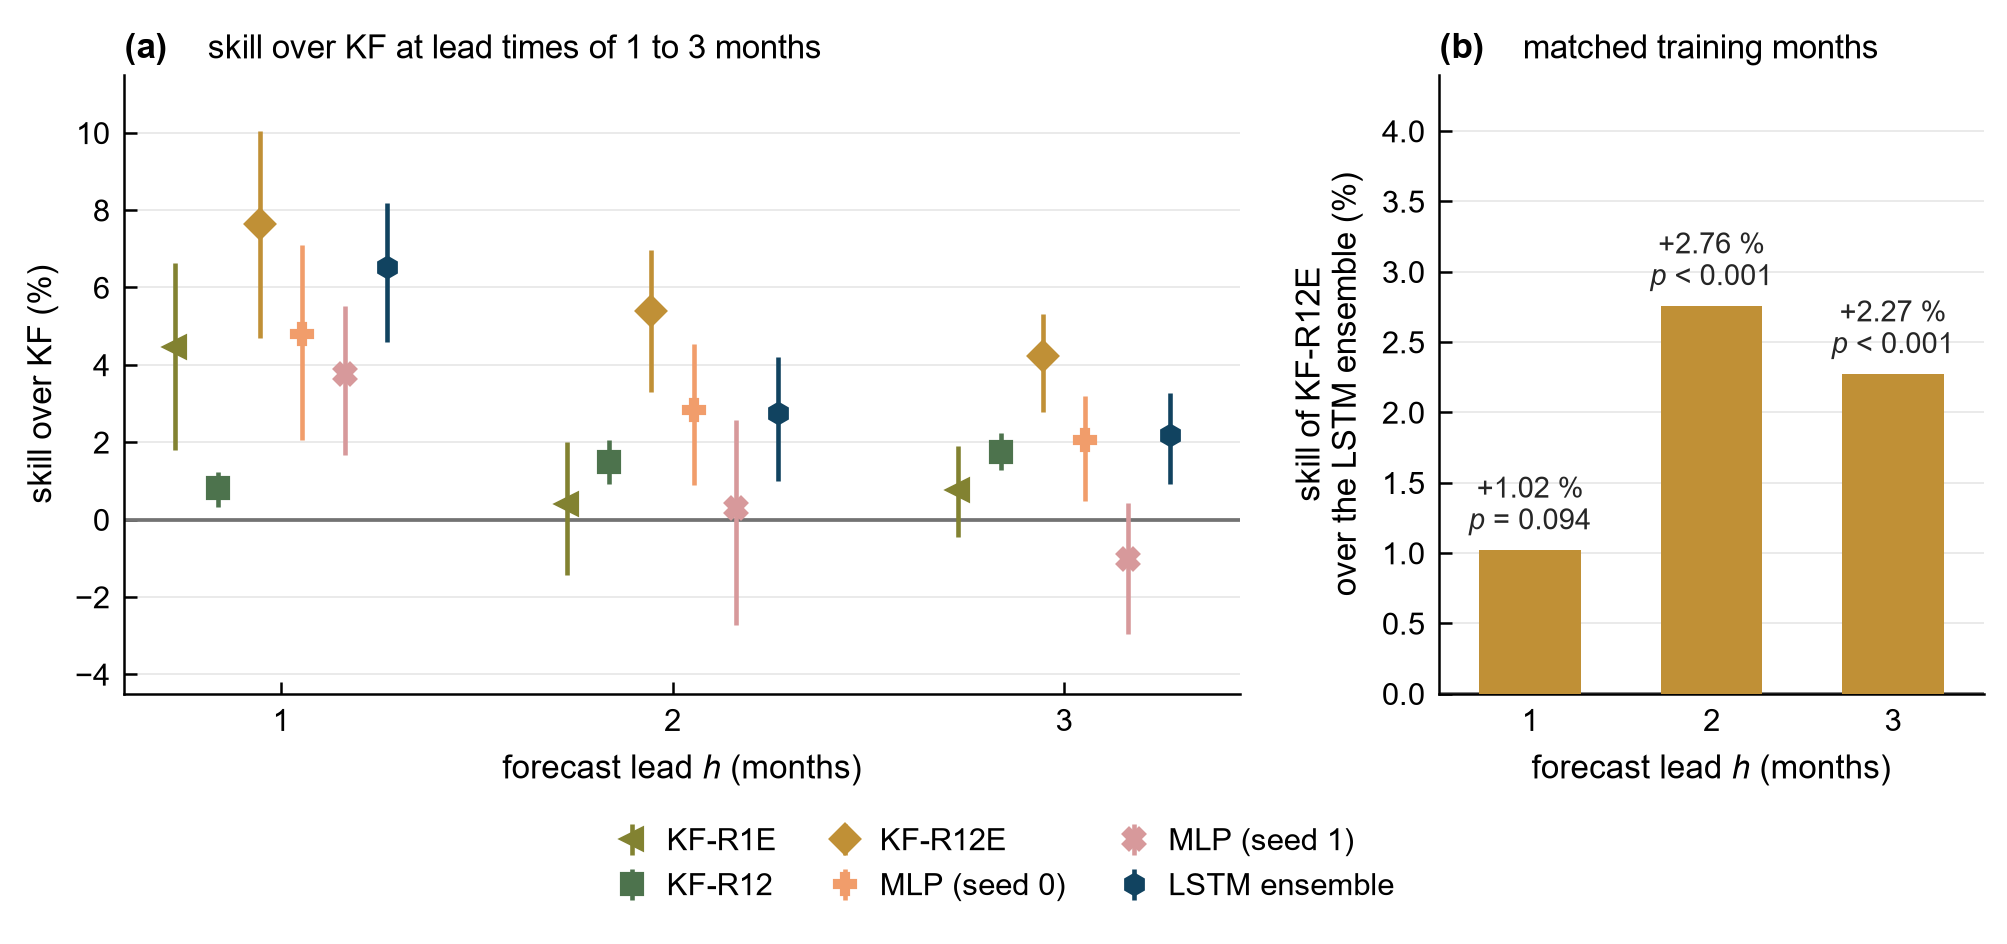 (a) skill over KF at lead times of 1 to 3 months
skill over KF (%)
10
8
6
4
2
0
−2
−4
1
2
3
forecast lead h (months)
(b) matched training months
skill of KF-R12E
over the LSTM ensemble (%)
4.0
3.5
3.0
2.5
2.0
1.5
1.0
0.5
0.0
+1.02 %
p = 0.094
+2.76 %
p < 0.001
+2.27 %
p < 0.001
1
2
3
forecast lead h (months)
KF-R1E
KF-R12
KF-R12E
MLP (seed 0)
MLP (seed 1)
LSTM ensemble